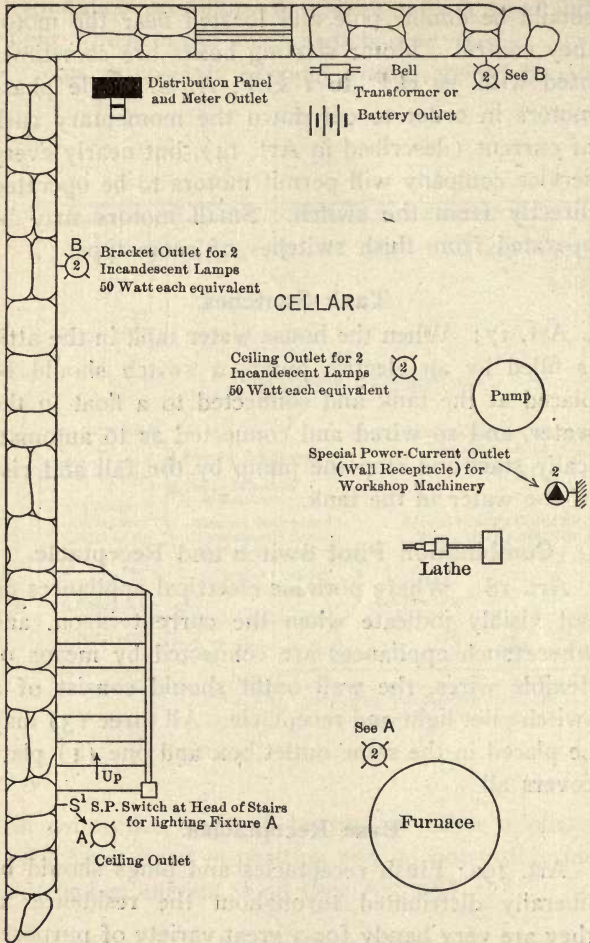 Distribution Panel
and Meter Outlet
Bell
Transformer or
Battery Outlet
2 See B
B
2
Bracket Outlet for 2
Incandescent Lamps
50 Watt each equivalent
CELLAR
Ceiling Outlet for 2
Incandescent Lamps
50 Watt each equivalent
2
Pump
Special Power-Current Outlet
(Wall Receptacle) for
Workshop Machinery
2
Lathe
See A
2
Furnace
Up
S¹ S.P. Switch at Head of Stairs
for lighting Fixture A
A
Ceiling Outlet